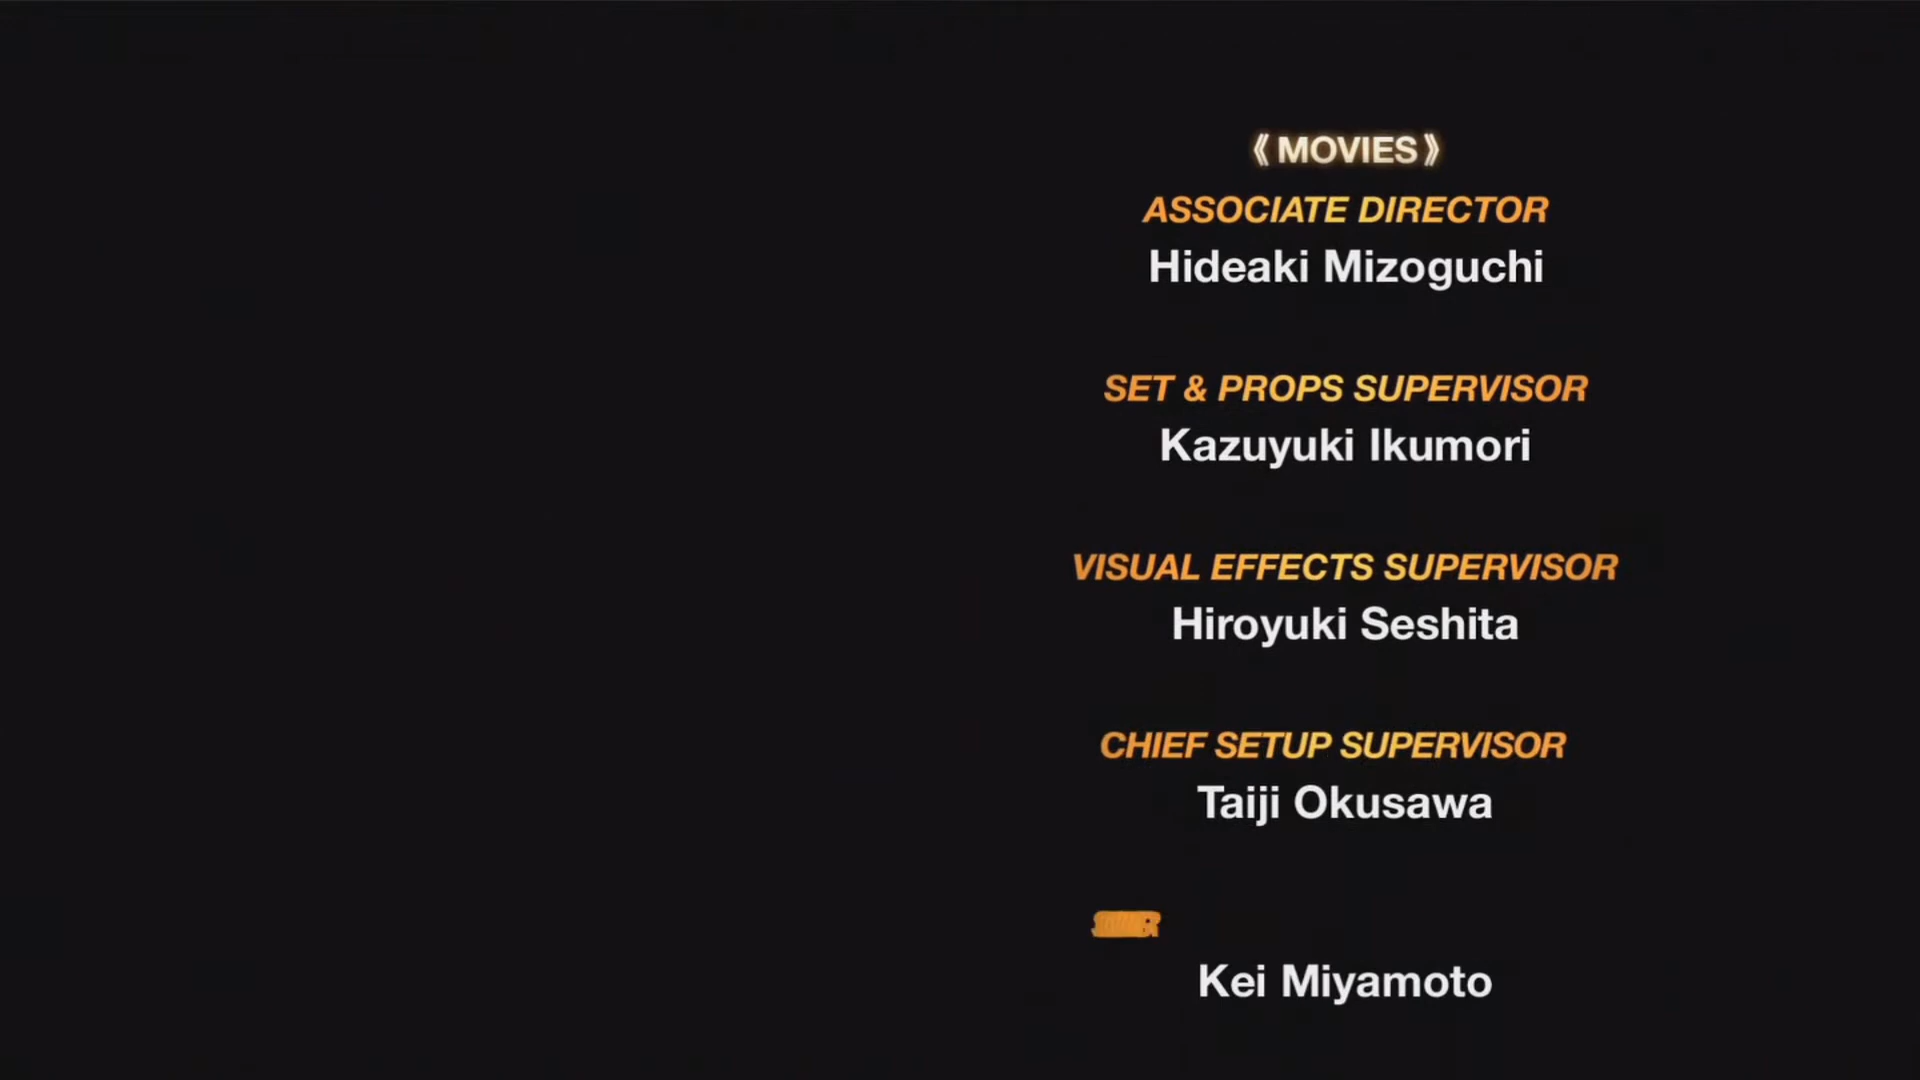 《MOVIES》
ASSOCIATE DIRECTOR
Hideaki Mizoguchi
SET & PROPS SUPERVISOR
Kazuyuki Ikumori
VISUAL EFFECTS SUPERVISOR
Hiroyuki Seshita
CHIEF SETUP SUPERVISOR
Taiji Okusawa
Kei Miyamoto